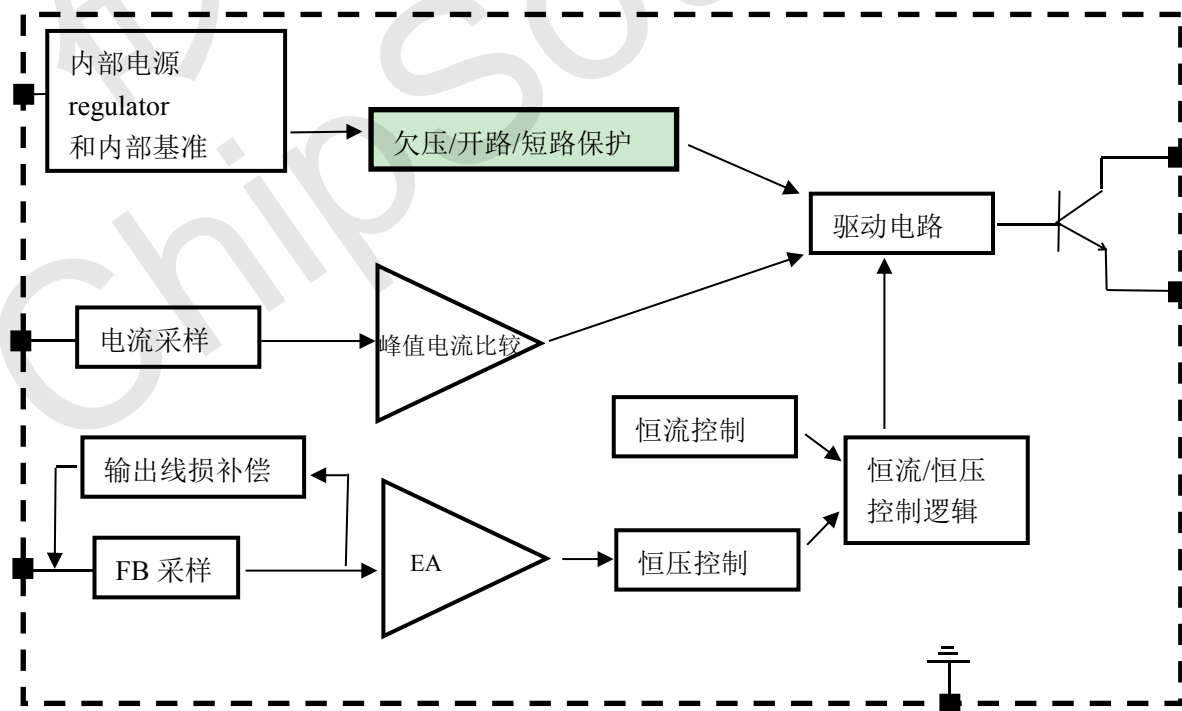 内部电源
regulator
和内部基准
欠压/开路/短路保护
驱动电路
电流采样
峰值电流比较
恒流控制
输出线损补偿
恒流/恒压
控制逻辑
FB 采样
EA
恒压控制